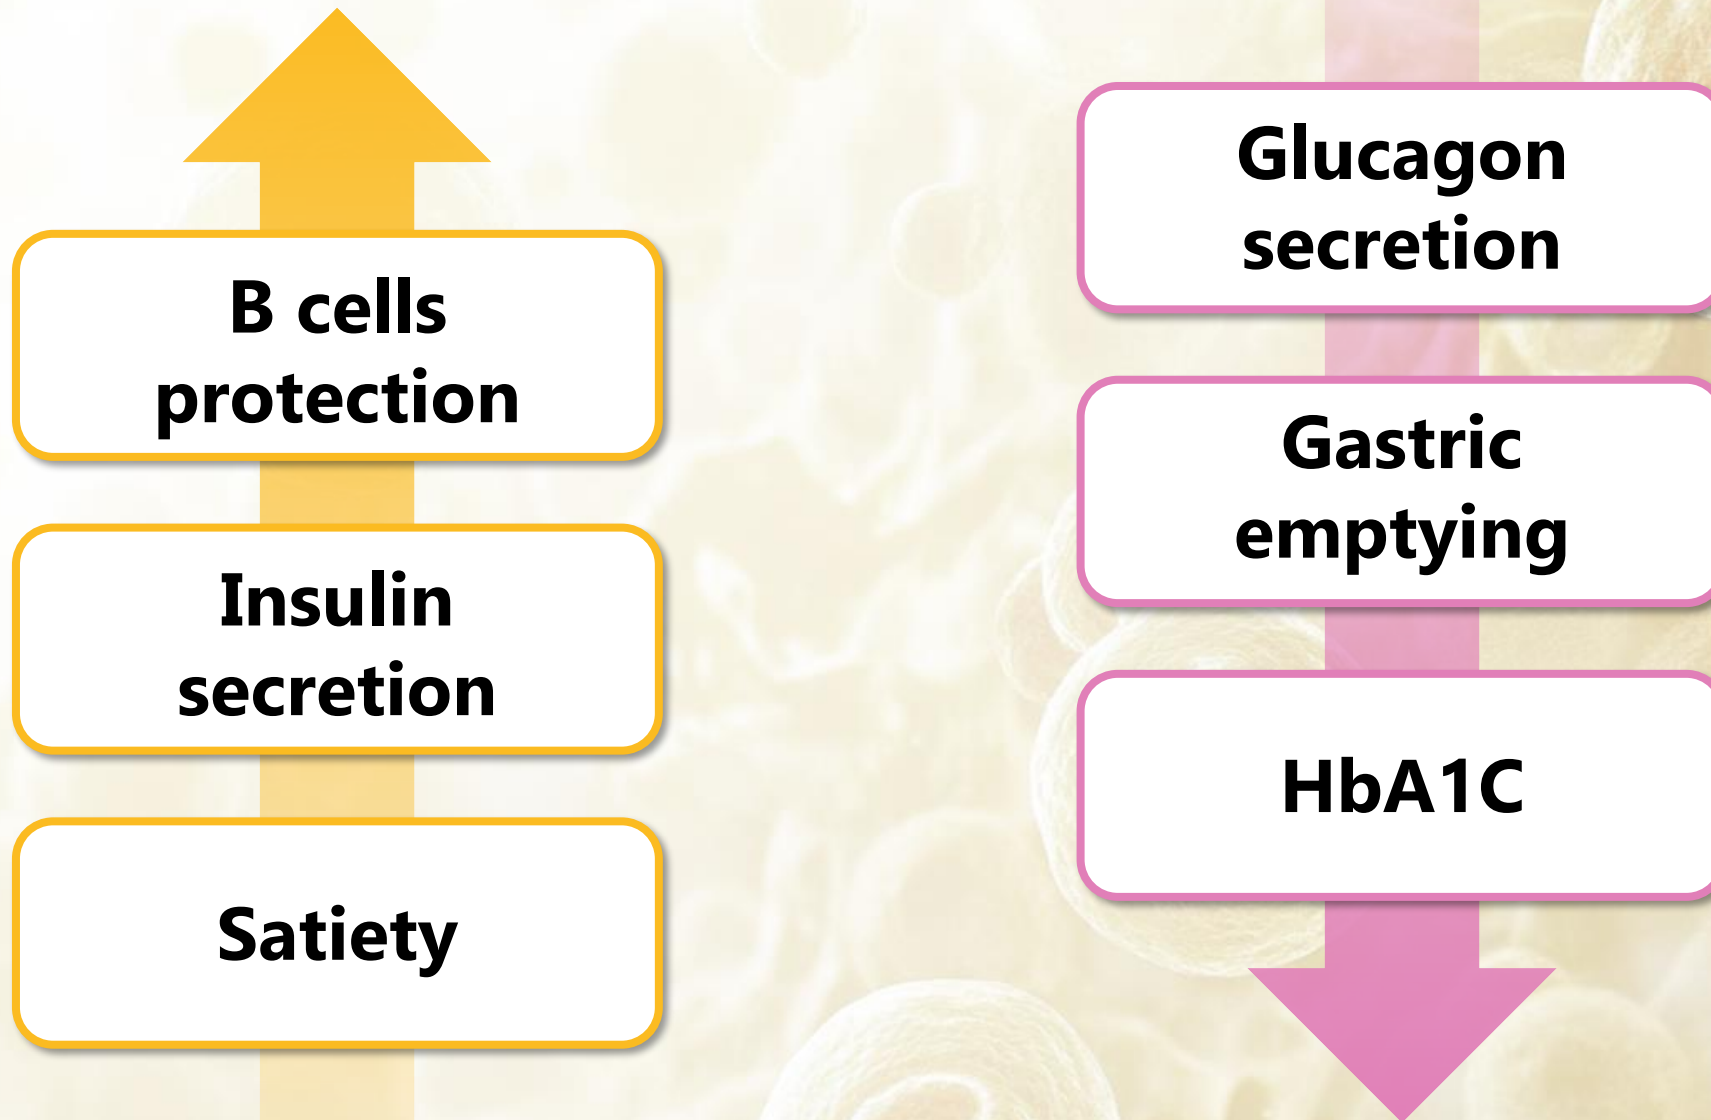 B cells
protection
Insulin
secretion
Satiety
Glucagon
secretion
Gastric
emptying
HbA1C